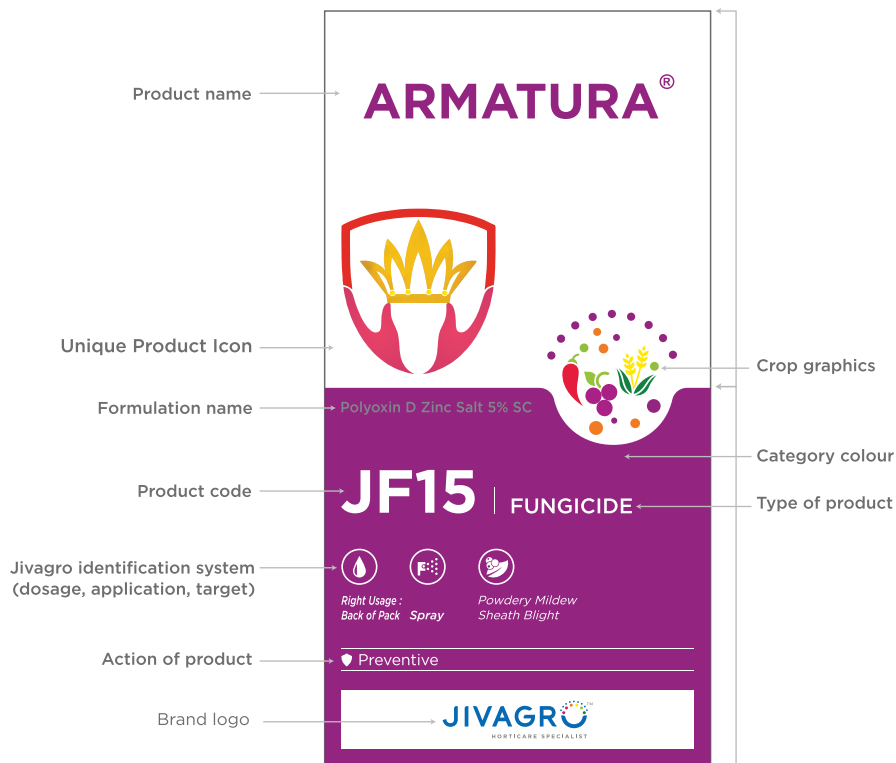 Product name
ARMATURA®
Unique Product Icon
Crop graphics
Formulation name
Polyoxin D Zinc Salt 5% SC
Category colour
Product code
JF15
FUNGICIDE
Type of product
Jivagro identification system
(dosage, application, target)
Right Usage :
Back of Pack
Spray
Powdery Mildew
Sheath Blight
Action of product
Preventive
Brand logo
JIVAGRO™
HORTICARE SPECIALIST